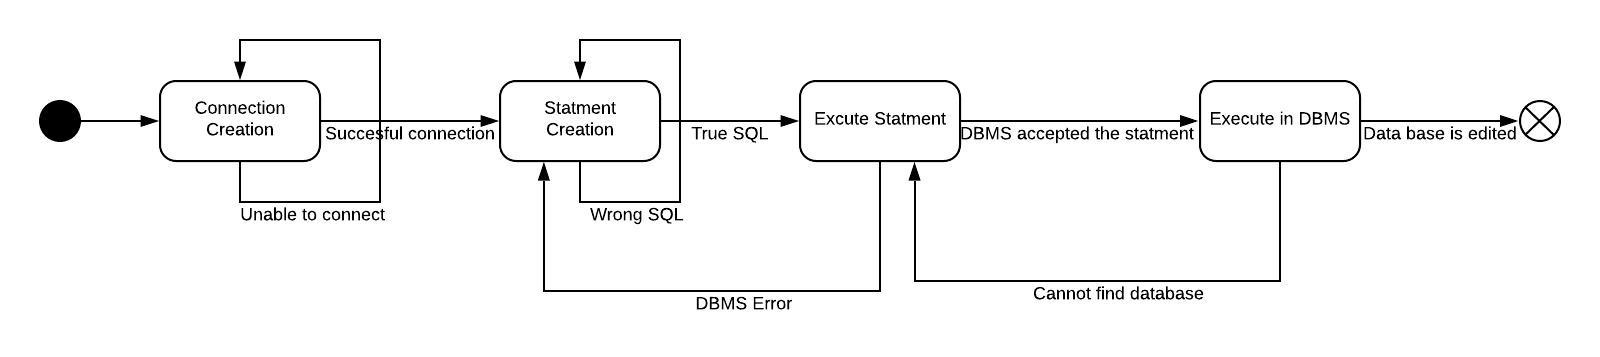 Connection
Creation
Succesful connection
Unable to connect
Statment
Creation
True SQL
Wrong SQL
Excute Statment
DBMS accepted the statment
DBMS Error
Execute in DBMS
Data base is edited
Cannot find database